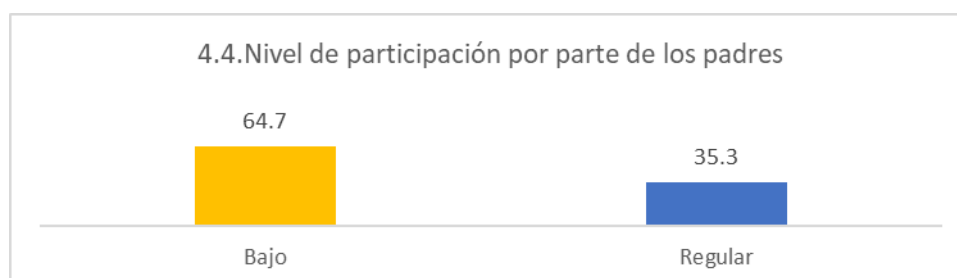 4.4.Nivel de participación por parte de los padres
64.7
35.3
Bajo
Regular